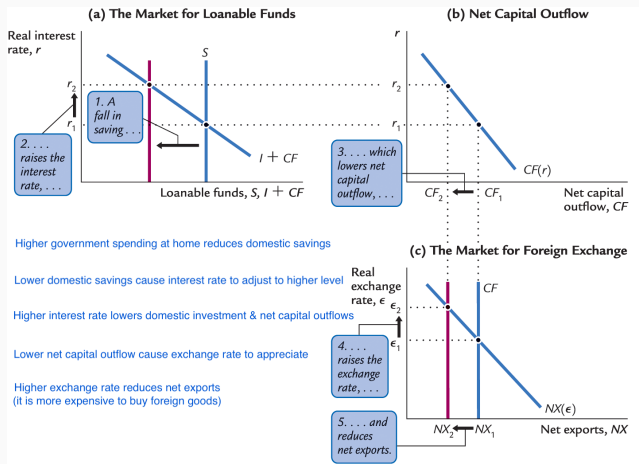 (a) The Market for Loanable Funds
Real interest
rate, r
S
r2
r1
1. A
fall in
saving . . .
2. . . .
raises the
interest
rate, . . .
I + CF
Loanable funds, S, I + CF
(b) Net Capital Outflow
r
r2
r1
3. . . . which
lowers net
capital
outflow, . . .
CF(r)
CF2
CF1
Net capital
outflow, CF
Higher government spending at home reduces domestic savings
Lower domestic savings cause interest rate to adjust to higher level
Higher interest rate lowers domestic investment & net capital outflows
Lower net capital outflow cause exchange rate to appreciate
Higher exchange rate reduces net exports
(it is more expensive to buy foreign goods)
(c) The Market for Foreign Exchange
Real
exchange
rate, ϵ
CF
ϵ2
ϵ1
4. . . .
raises the
exchange
rate, . . .
NX(ϵ)
5. . . . and
reduces
net exports.
NX2
NX1
Net exports, NX